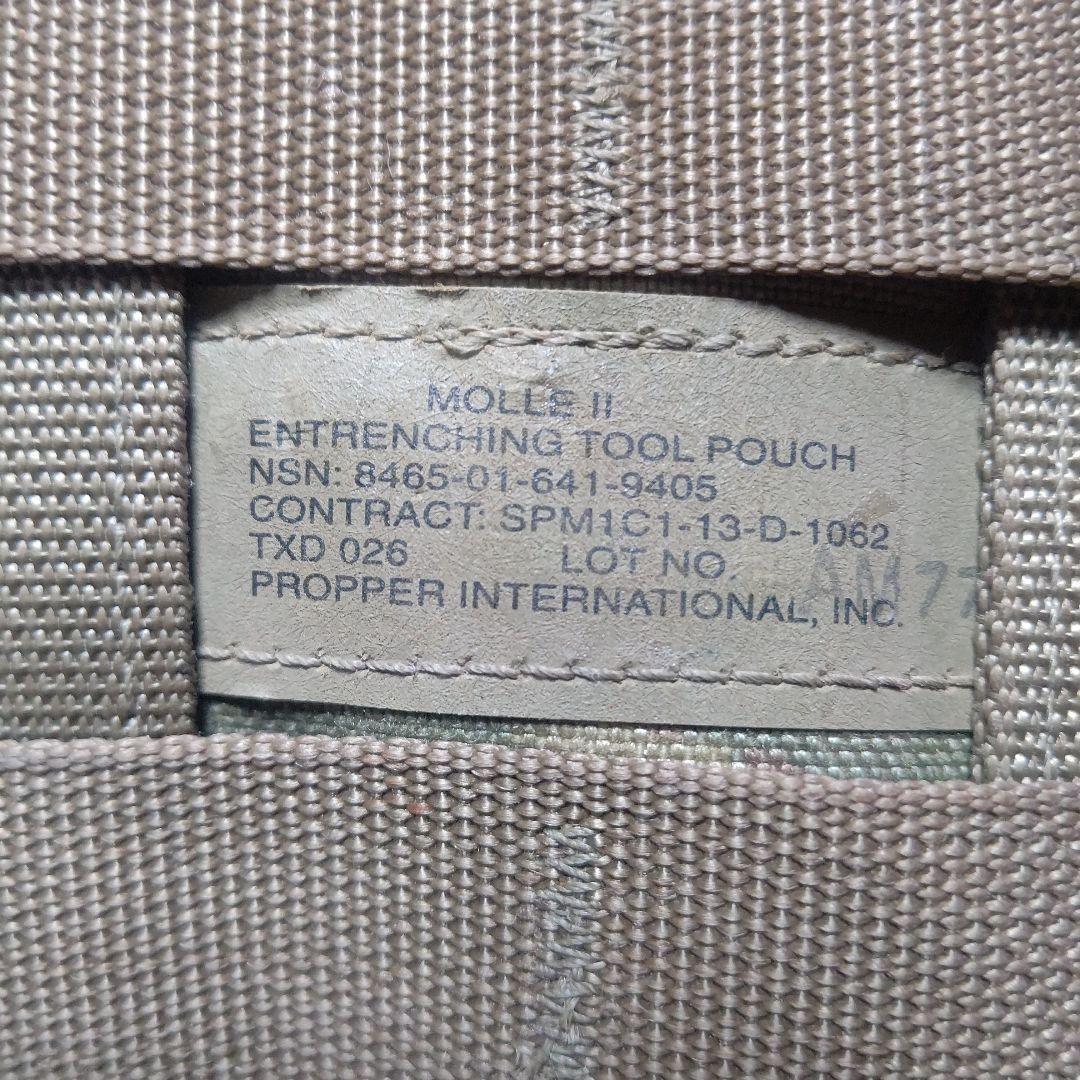 MOLLE II
ENTRENCHING TOOL POUCH
NSN: 8465-01-641-9405
CONTRACT: SPM1C1-13-D-1062
TXD 026 LOT NO.
PROPPER INTERNATIONAL, INC.